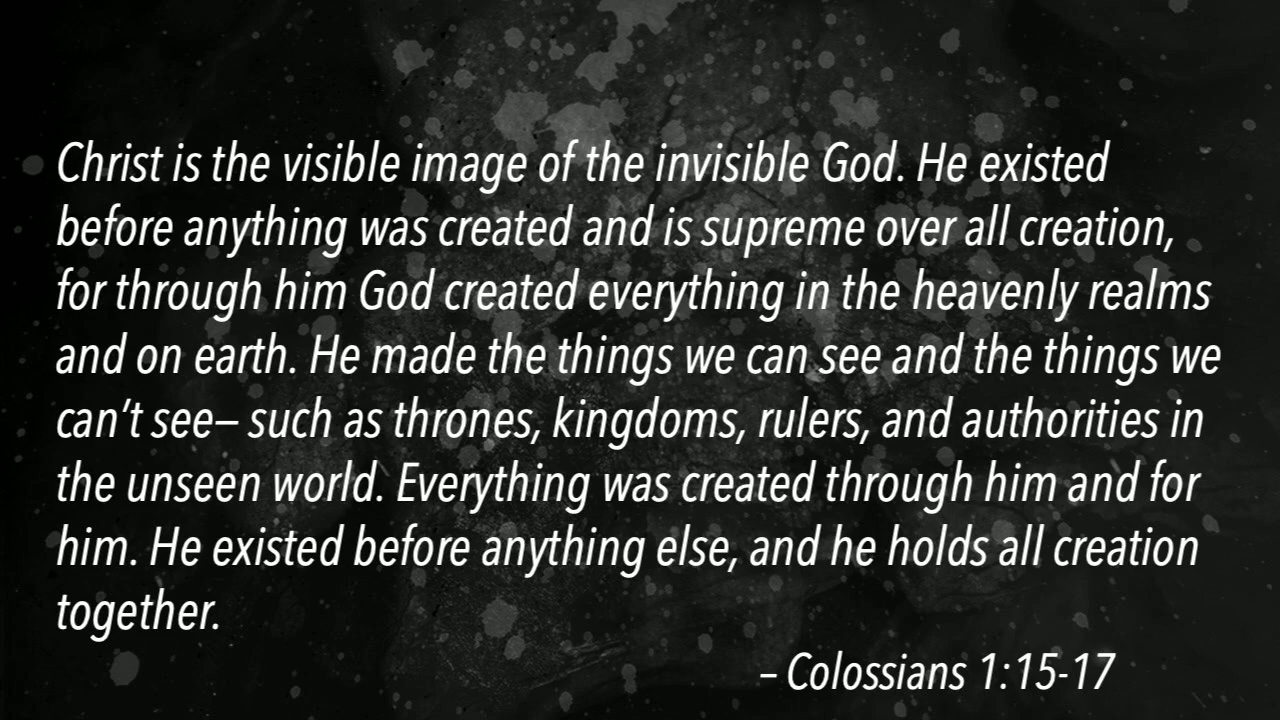 Christ is the visible image of the invisible God. He existed
before anything was created and is supreme over all creation,
for through him God created everything in the heavenly realms
and on earth. He made the things we can see and the things we
can’t see— such as thrones, kingdoms, rulers, and authorities in
the unseen world. Everything was created through him and for
him. He existed before anything else, and he holds all creation
together.
– Colossians 1:15-17